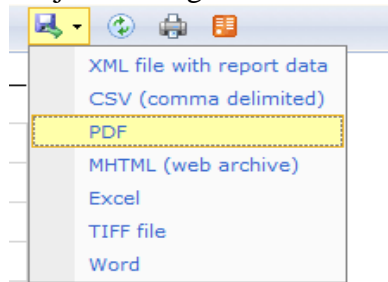 XML file with report data
CSV (comma delimited)
PDF
MHTML (web archive)
Excel
TIFF file
Word